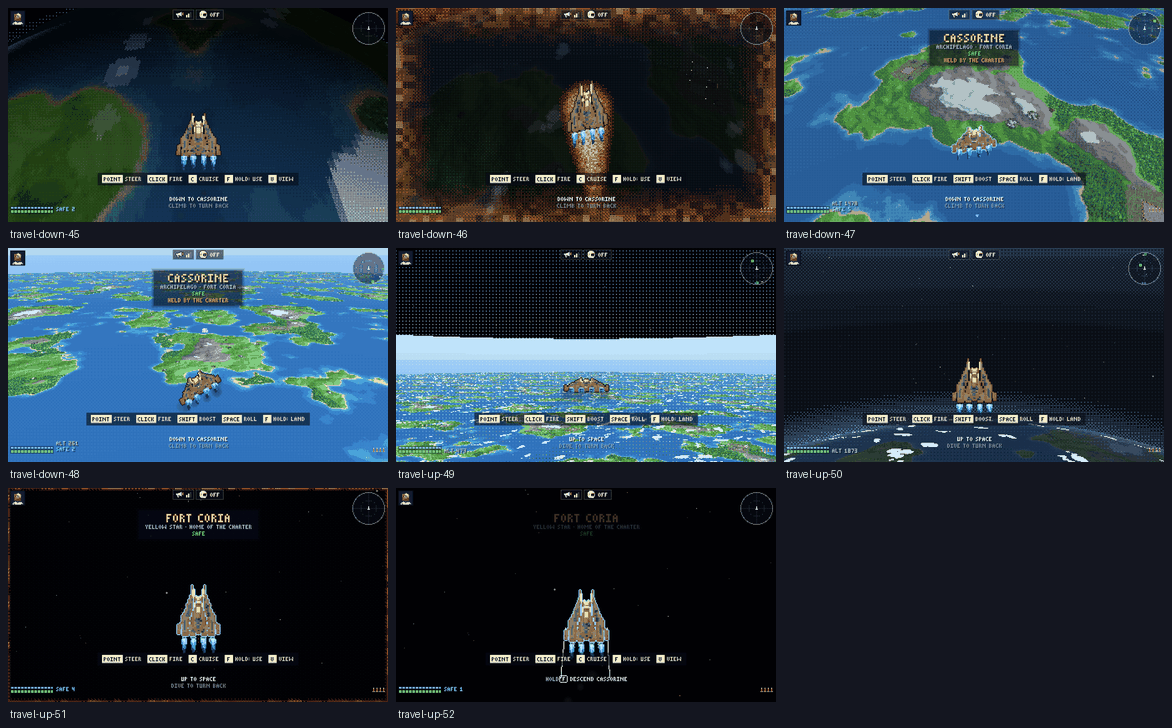 OFF
POINT STEER CLICK FIRE C CRUISE F HOLD: USE U VIEW
DOWN TO CASSORINE
CLIMB TO TURN BACK
SAFE 2
travel-down-45
OFF
POINT STEER CLICK FIRE C CRUISE F HOLD: USE U VIEW
DOWN TO CASSORINE
CLIMB TO TURN BACK
travel-down-46
OFF
CASSORINE
ARCHIPELAGO · FORT CORIA
SAFE
HELD BY THE CHARTER
POINT STEER CLICK FIRE SHIFT BOOST SPACE ROLL F HOLD: LAND
DOWN TO CASSORINE
CLIMB TO TURN BACK
travel-down-47
OFF
CASSORINE
ARCHIPELAGO · FORT CORIA
SAFE
HELD BY THE CHARTER
POINT STEER CLICK FIRE SHIFT BOOST SPACE ROLL F HOLD: LAND
DOWN TO CASSORINE
CLIMB TO TURN BACK
ALT 251
SAFE 2
travel-down-48
OFF
POINT STEER CLICK FIRE SHIFT BOOST SPACE ROLL F HOLD: LAND
UP TO SPACE
DIVE TO TURN BACK
travel-up-49
OFF
POINT STEER CLICK FIRE SHIFT BOOST SPACE ROLL F HOLD: LAND
UP TO SPACE
DIVE TO TURN BACK
ALT 1873
travel-up-50
OFF
FORT CORIA
YELLOW STAR · HOME OF THE CHARTER
SAFE
POINT STEER CLICK FIRE C CRUISE F HOLD: USE U VIEW
UP TO SPACE
DIVE TO TURN BACK
SAFE 4
travel-up-51
OFF
FORT CORIA
YELLOW STAR · HOME OF THE CHARTER
SAFE
POINT STEER CLICK FIRE C CRUISE F HOLD: USE U VIEW
HOLD F DESCEND CASSORINE
SAFE 1
travel-up-52